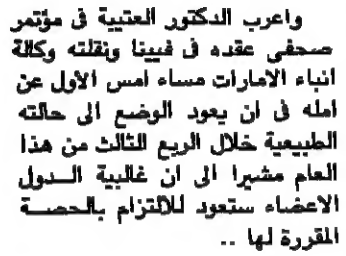 واعرب الدكتور العتيبة فى مؤتمر
صحفى عقده فى فيينا ونقلته وكالة
انباء الامارات مساء امس الاول عن
امله فى ان يعود الوضع الى حالته
الطبيعية خلال الربع الثالث من هذا
العام مشيرا الى ان غالبية الدول
الاعضاء ستعود للالتزام بالحصة
المقررة لها ..